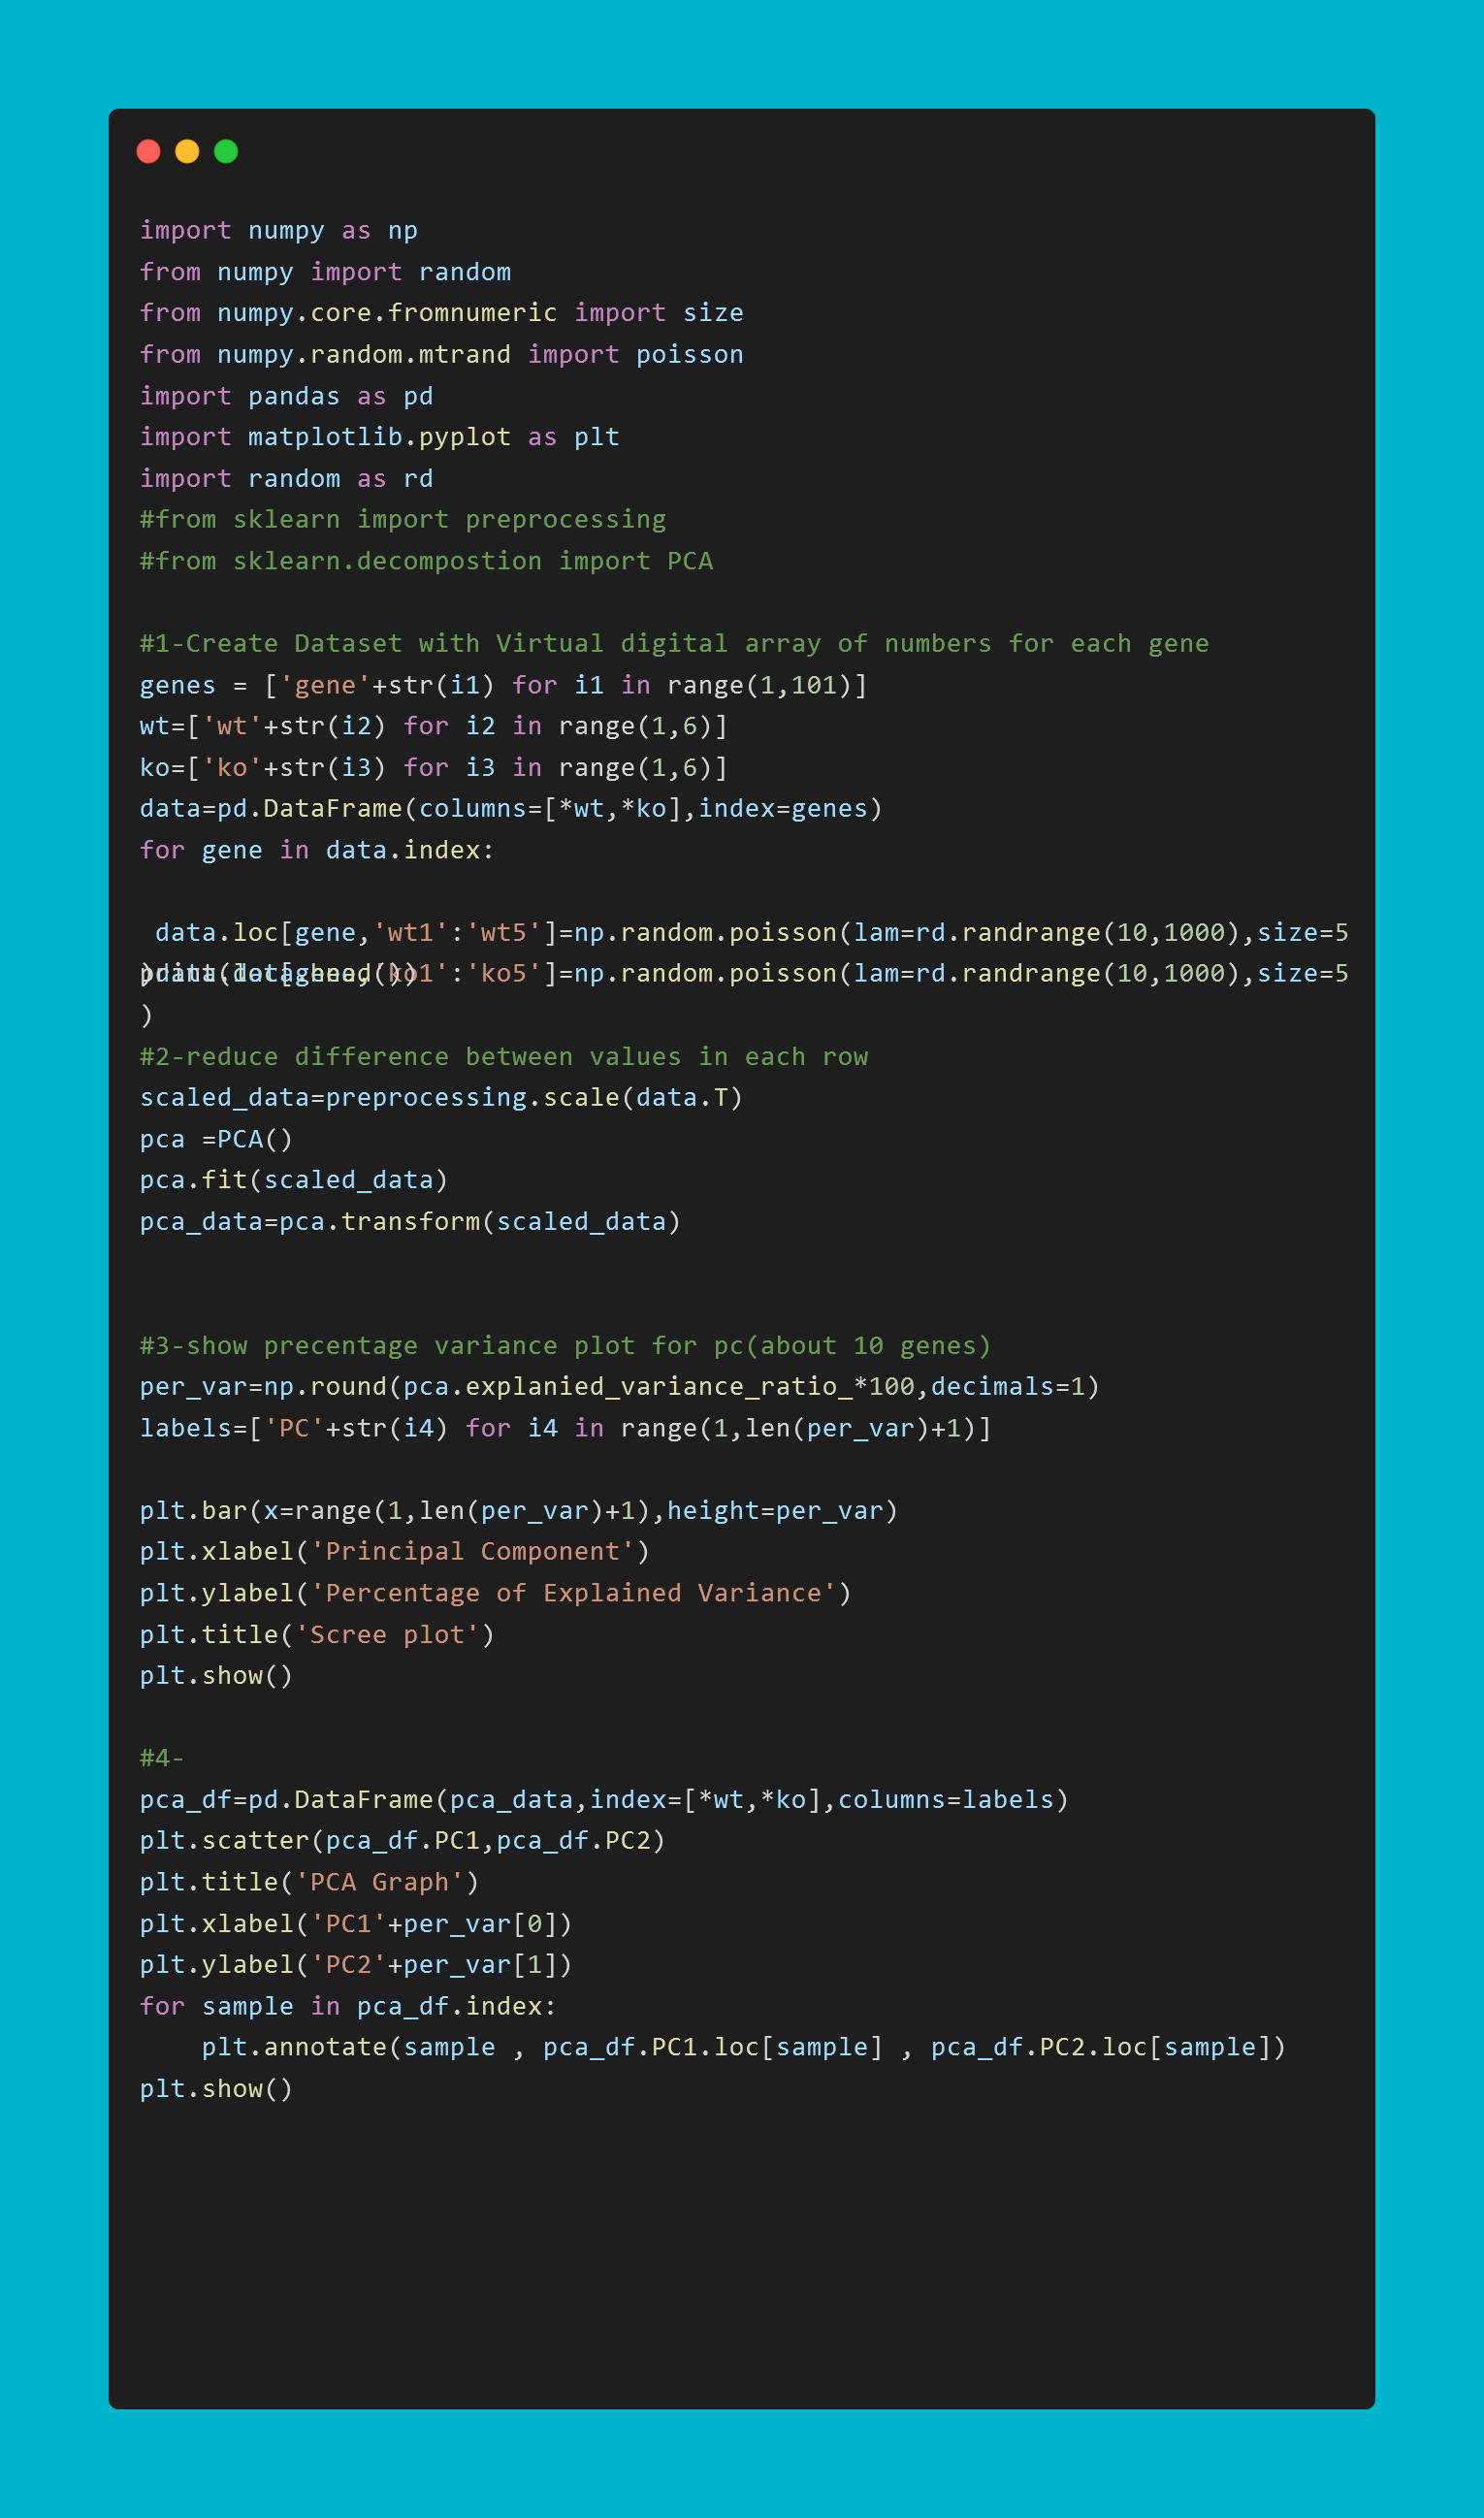 import numpy as np
from numpy import random
from numpy.core.fromnumeric import size
from numpy.random.mtrand import poisson
import pandas as pd
import matplotlib.pyplot as plt
import random as rd
#from sklearn import preprocessing
#from sklearn.decompostion import PCA
#1-Create Dataset with Virtual digital array of numbers for each gene
genes = ['gene'+str(i1) for i1 in range(1,101)]
wt=['wt'+str(i2) for i2 in range(1,6)]
ko=['ko'+str(i3) for i3 in range(1,6)]
data=pd.DataFrame(columns=[*wt,*ko],index=genes)
for gene in data.index:
 data.loc[gene,'wt1':'wt5']=np.random.poisson(lam=rd.randrange(10,1000),size=5
)
 data.loc[gene,'ko1':'ko5']=np.random.poisson(lam=rd.randrange(10,1000),size=5
)
print(data.head())
#2-reduce difference between values in each row
scaled_data=preprocessing.scale(data.T)
pca =PCA()
pca.fit(scaled_data)
pca_data=pca.transform(scaled_data)
#3-show precentage variance plot for pc(about 10 genes)
per_var=np.round(pca.explanied_variance_ratio_*100,decimals=1)
labels=['PC'+str(i4) for i4 in range(1,len(per_var)+1)]
plt.bar(x=range(1,len(per_var)+1),height=per_var)
plt.xlabel('Principal Component')
plt.ylabel('Percentage of Explained Variance')
plt.title('Scree plot')
plt.show()
#4-
pca_df=pd.DataFrame(pca_data,index=[*wt,*ko],columns=labels)
plt.scatter(pca_df.PC1,pca_df.PC2)
plt.title('PCA Graph')
plt.xlabel('PC1'+per_var[0])
plt.ylabel('PC2'+per_var[1])
for sample in pca_df.index:
    plt.annotate(sample , pca_df.PC1.loc[sample] , pca_df.PC2.loc[sample])
plt.show()